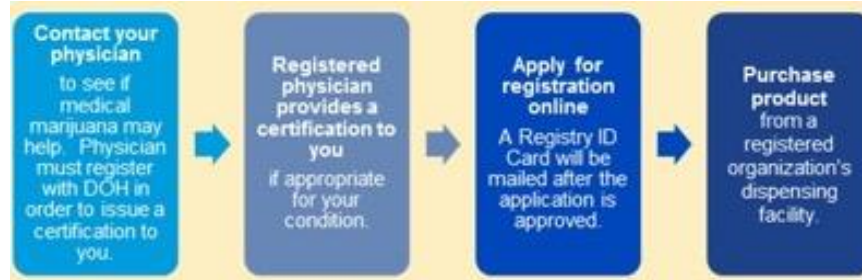 Contact your
physician
to see if
medical
marijuana may
help. Physician
must register
with DOH in
order to issue a
certification to
you.
Registered
physician
provides a
certification to
you
if appropriate
for your
condition.
Apply for
registration
online
A Registry ID
Card will be
mailed after the
application is
approved.
Purchase
product
from a
registered
organization's
dispensing
facility.